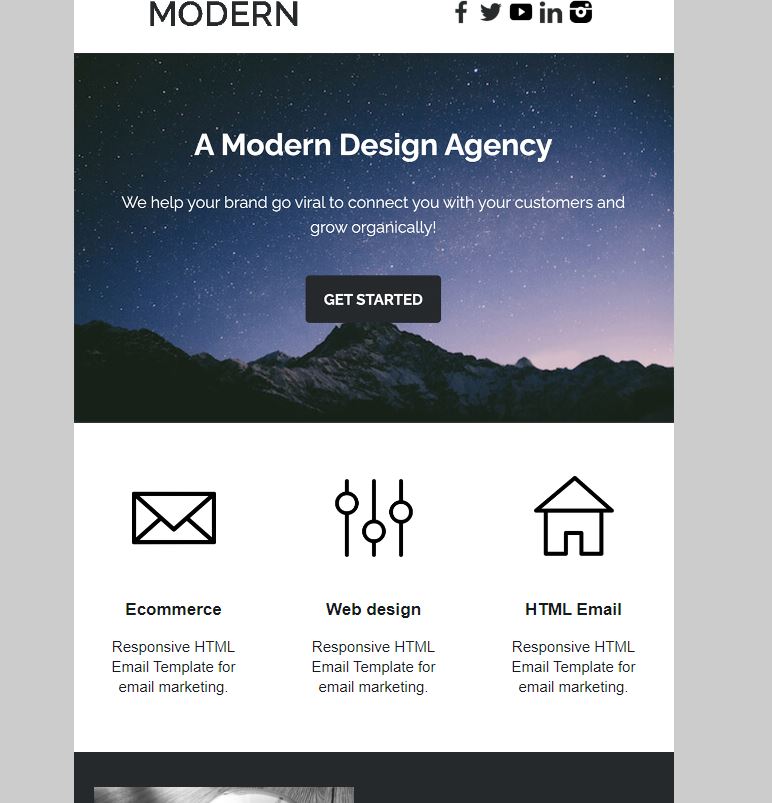 MODERN
A Modern Design Agency
We help your brand go viral to connect you with your customers and
grow organically!
GET STARTED
Ecommerce
Web design
HTML Email
Responsive HTML
Email Template for
email marketing.
Responsive HTML
Email Template for
email marketing.
Responsive HTML
Email Template for
email marketing.